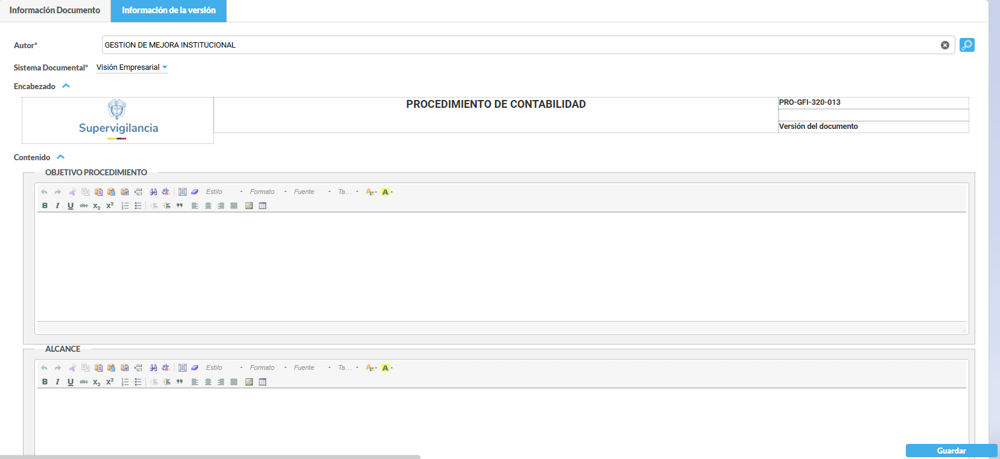 Información Documento Información de la versión
Autor* GESTION DE MEJORA INSTITUCIONAL
Sistema Documental* Visión Empresarial
Encabezado
Supervigilancia
PROCEDIMIENTO DE CONTABILIDAD
PRO-GFI-320-013
Versión del documento
Contenido
OBJETIVO PROCEDIMIENTO
Estilo Formato Fuente Ta... A A
B I U abc x₂ x²
ALCANCE
Estilo Formato Fuente Ta... A A
B I U abc x₂ x²
Guardar